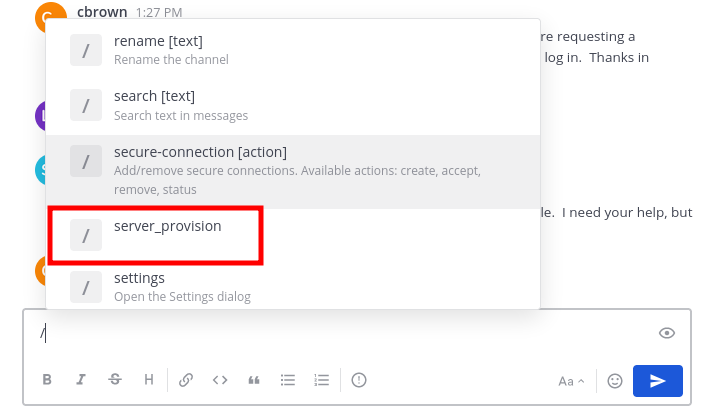 cbrown 1:27 PM
re requesting a
log in. Thanks in
le. I need your help, but
/ rename [text]
Rename the channel
/ search [text]
Search text in messages
/ secure-connection [action]
Add/remove secure connections. Available actions: create, accept,
remove, status
/ server_provision
/ settings
Open the Settings dialog
/
B I S H Aa